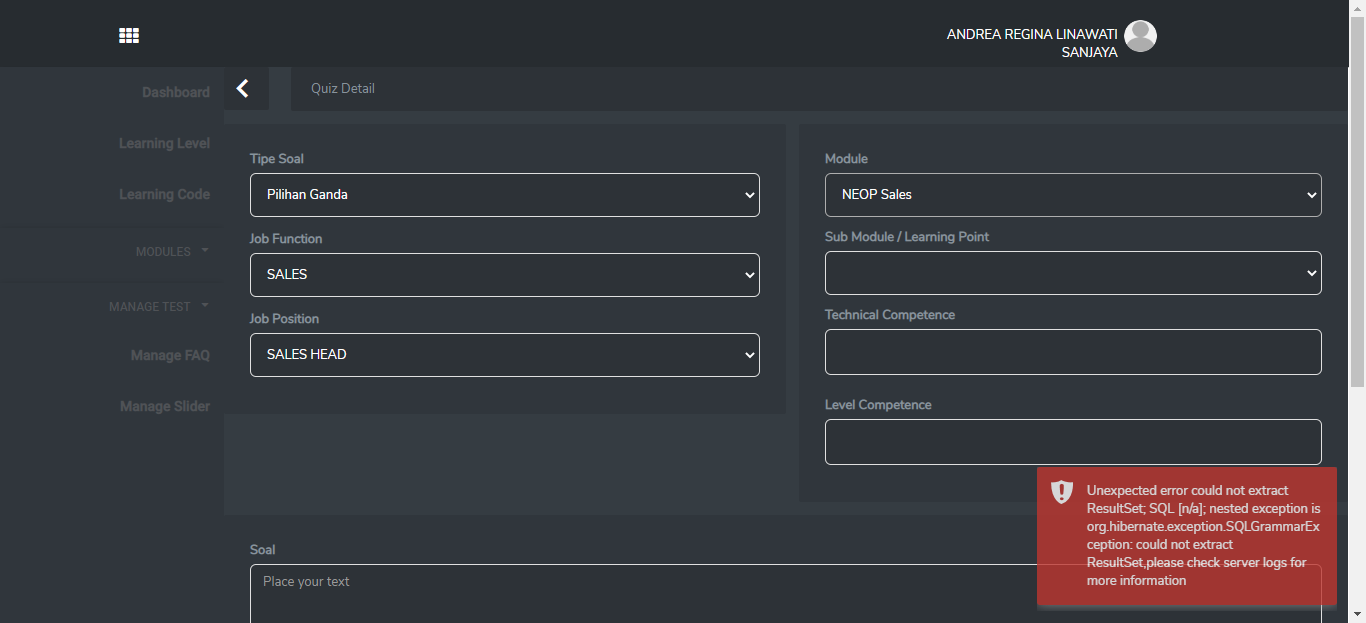 ANDREA REGINA LINAWATI
SANJAYA
Dashboard
Learning Level
Learning Code
MODULES
MANAGE TEST
Manage FAQ
Manage Slider
Quiz Detail
Tipe Soal
Pilihan Ganda
Job Function
SALES
Job Position
SALES HEAD
Module
NEOP Sales
Sub Module / Learning Point
Technical Competence
Level Competence
Soal
Place your text
Unexpected error could not extract
ResultSet; SQL [n/a]; nested exception is
org.hibernate.exception.SQLGrammarEx
ception: could not extract
ResultSet,please check server logs for
more information